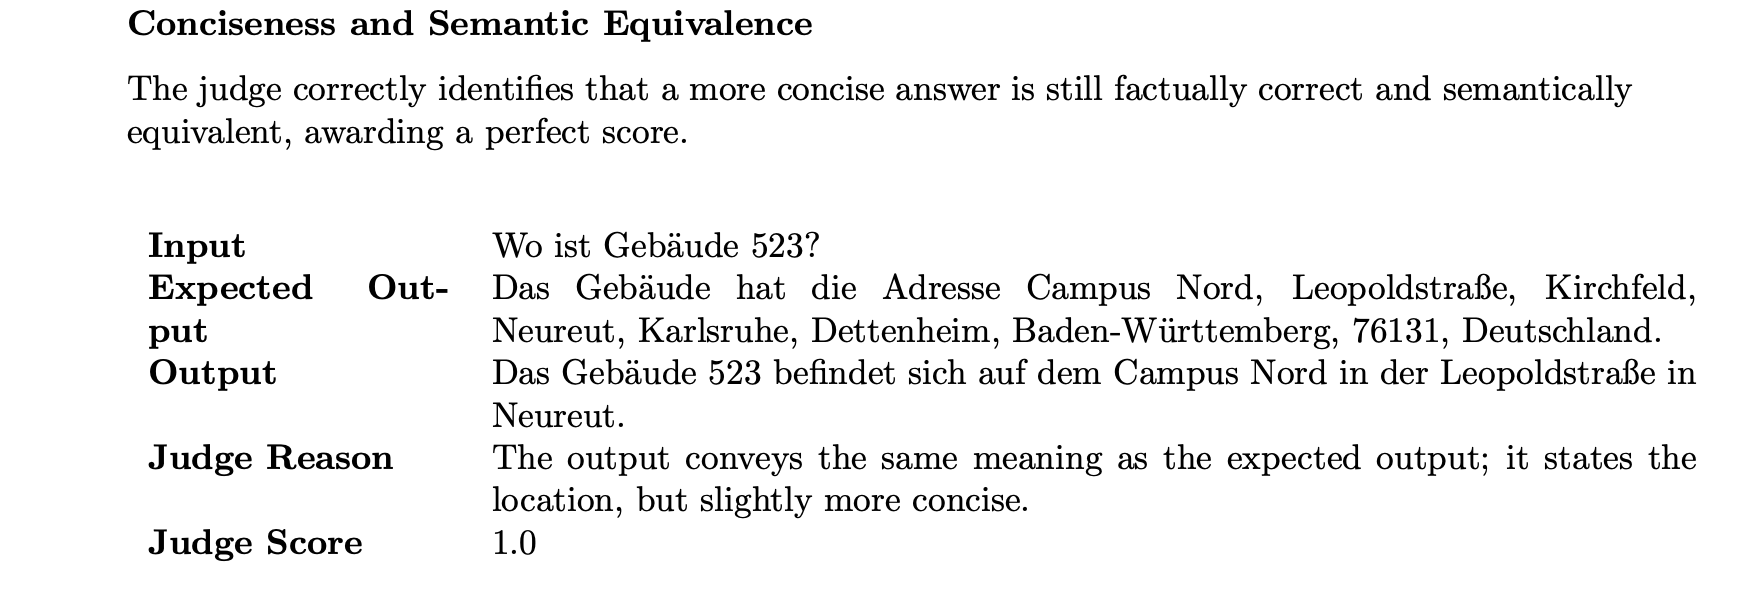 Conciseness and Semantic Equivalence
The judge correctly identifies that a more concise answer is still factually correct and semantically
equivalent, awarding a perfect score.
Input Wo ist Gebäude 523?
Expected Out- Das Gebäude hat die Adresse Campus Nord, Leopoldstraße, Kirchfeld,
put Neureut, Karlsruhe, Dettenheim, Baden-Württemberg, 76131, Deutschland.
Output Das Gebäude 523 befindet sich auf dem Campus Nord in der Leopoldstraße in
Neureut.
Judge Reason The output conveys the same meaning as the expected output; it states the
location, but slightly more concise.
Judge Score 1.0